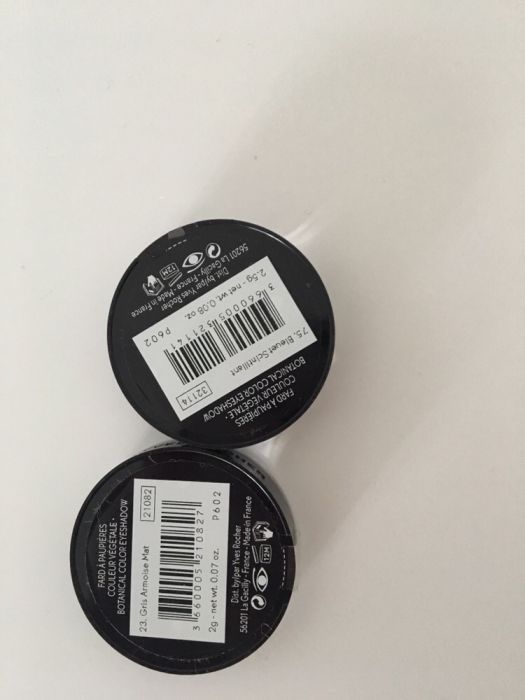 FARD À PAUPIÈRES
COULEUR VÉGÉTALE •
BOTANICAL COLOR EYESHADOW
75. Bleuet Scintillant
32114
3 660005 321141
2.5g - net wt. 0.08 oz.
P602
Dist. by/par Yves Rocher
56201 La Gacilly - France - Made in France
12M
FARD À PAUPIÈRES
COULEUR VÉGÉTALE •
BOTANICAL COLOR EYESHADOW
23. Gris Armoise Mat
21082
3 660005 210827
2g - net wt. 0.07 oz.
P602
Dist. by/par Yves Rocher
56201 La Gacilly - France - Made in France
12M